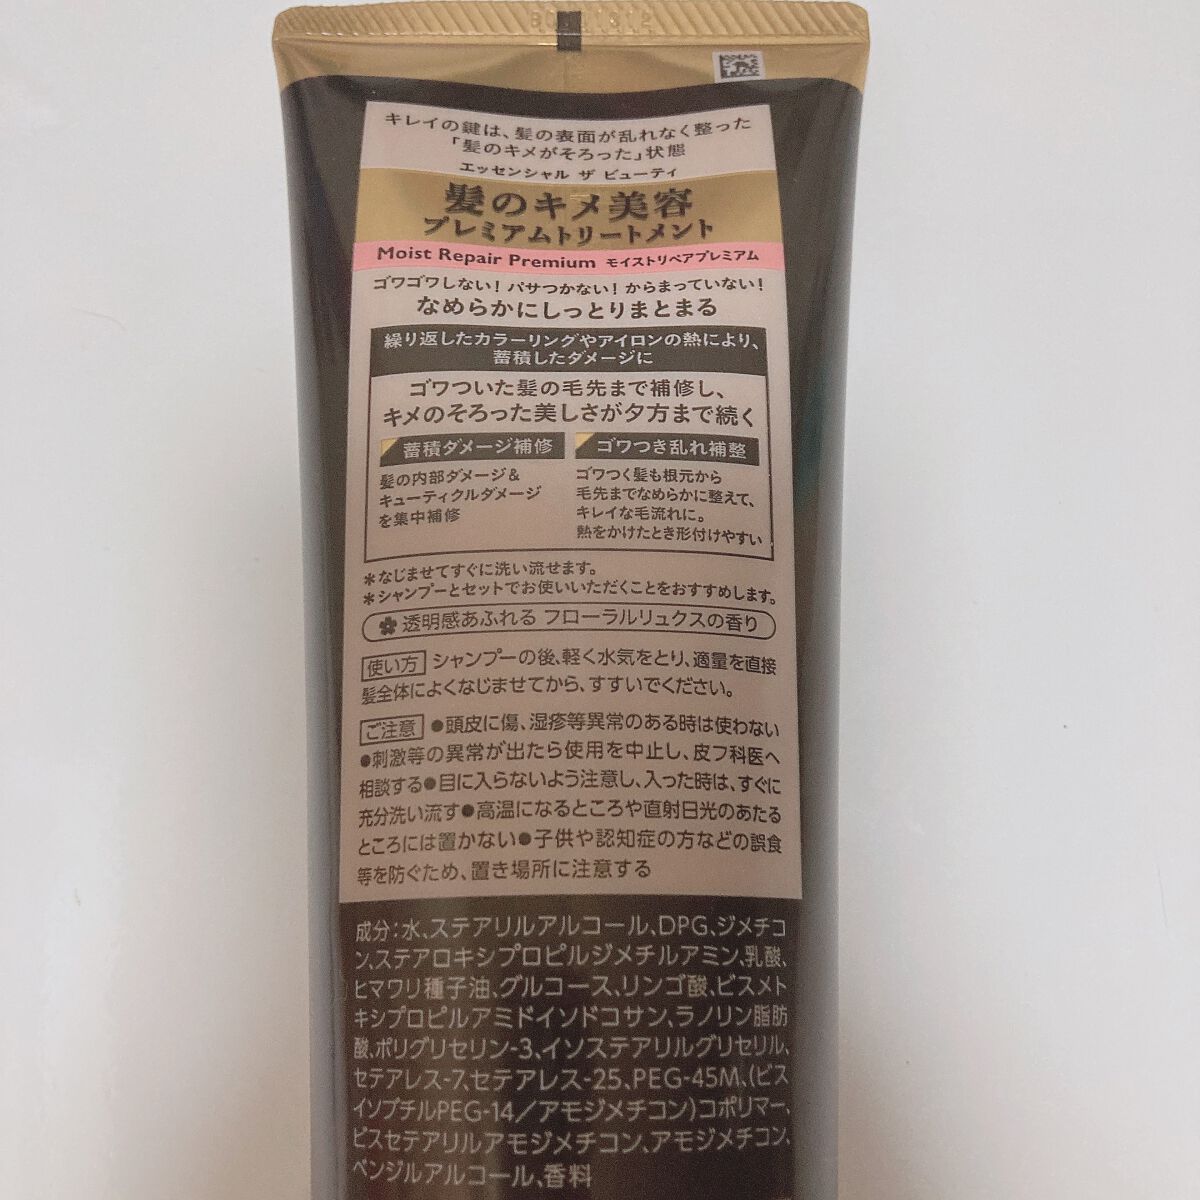 キレイの鍵は、髪の表面が乱れなく整った
「髪のキメがそろった」状態
エッセンシャル ザ ビューティ
髪のキメ美容
プレミアムトリートメント
Moist Repair Premium モイストリペアプレミアム
ゴワゴワしない！パサつかない！からまっていない！
なめらかにしっとりまとまる
繰り返したカラーリングやアイロンの熱により、
蓄積したダメージに
ゴワついた髪の毛先まで補修し、
キメのそろった美しさが夕方まで続く
蓄積ダメージ補修
髪の内部ダメージ＆
キューティクルダメージ
を集中補修
ゴワつき乱れ補整
ゴワつく髪も根元から
毛先までなめらかに整えて、
キレイな毛流れに。
熱をかけたとき形付けやすい
＊なじませてすぐに洗い流せます。
＊シャンプーとセットでお使いいただくことをおすすめします。
透明感あふれる フローラルリュクスの香り
使い方 シャンプーの後、軽く水気をとり、適量を直接
髪全体によくなじませてから、すすいでください。
ご注意 ●頭皮に傷、湿疹等異常のある時は使わない
●刺激等の異常が出たら使用を中止し、皮フ科医へ
相談する●目に入らないよう注意し、入った時は、すぐに
充分洗い流す●高温になるところや直射日光のあたる
ところには置かない●子供や認知症の方などの誤食
等を防ぐため、置き場所に注意する
成分：水、ステアリルアルコール、DPG、ジメチコ
ン、ステアロキシプロピルジメチルアミン、乳酸、
ヒマワリ種子油、グルコース、リンゴ酸、ビスメト
キシプロピルアミドイソドコサン、ラノリン脂肪
酸、ポリグリセリン-3、イソステアリルグリセリル、
セテアレス-7、セテアレス-25、PEG-45M、（ビス
イソブチルPEG-14／アモジメチコン）コポリマー、
ビスセテアリルアモジメチコン、アモジメチコン、
ベンジルアルコール、香料